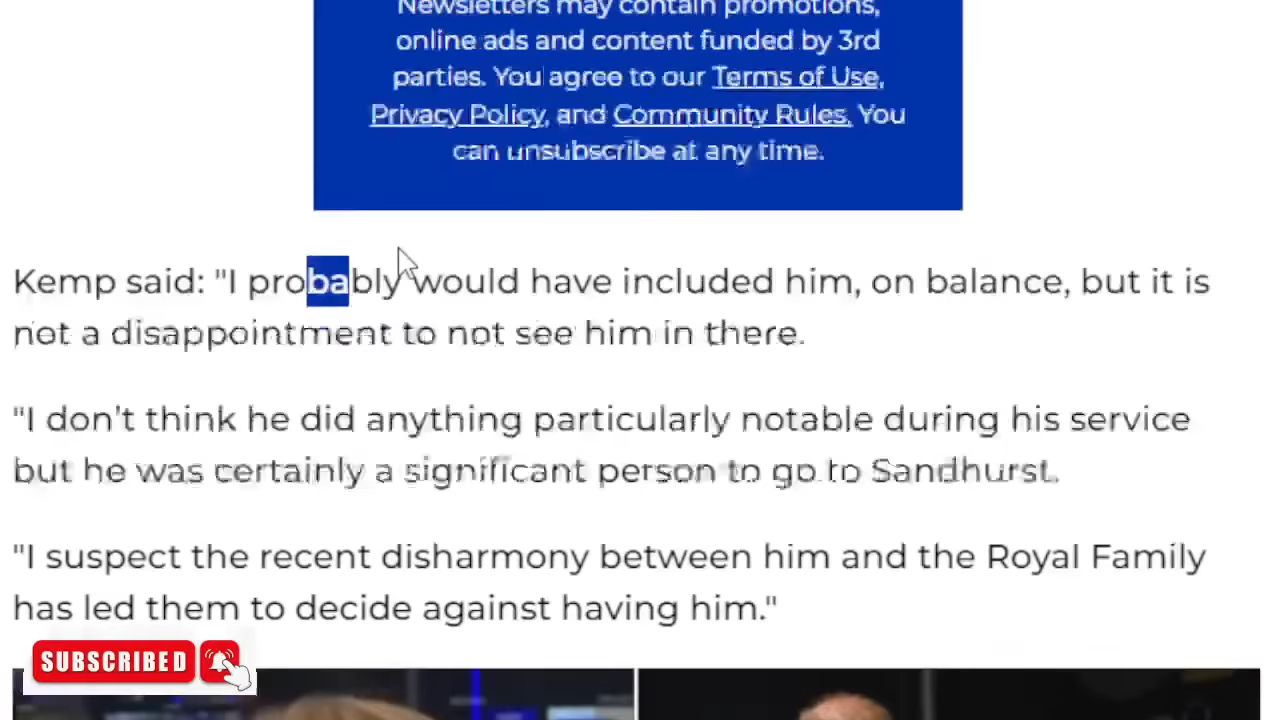 Newsletters may contain promotions,
online ads and content funded by 3rd
parties. You agree to our Terms of Use,
Privacy Policy, and Community Rules. You
can unsubscribe at any time.
Kemp said: "I probably would have included him, on balance, but it is
not a disappointment to not see him in there.
"I don't think he did anything particularly notable during his service
but he was certainly a significant person to go to Sandhurst.
"I suspect the recent disharmony between him and the Royal Family
has led them to decide against having him."
SUBSCRIBED